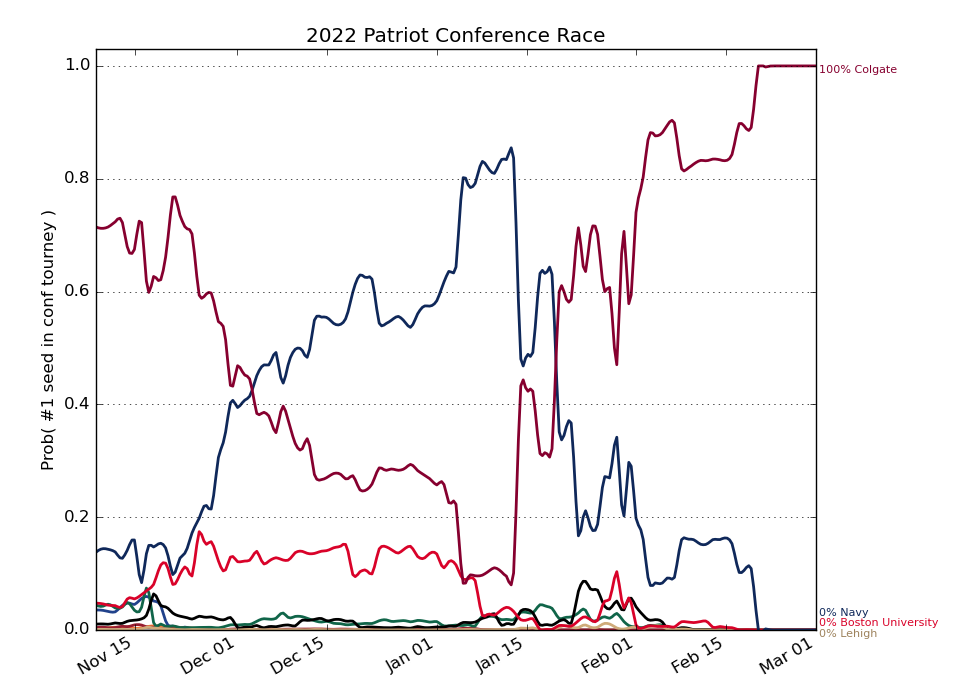 2022 Patriot Conference Race
Prob( #1 seed in conf tourney )
1.0
0.8
0.6
0.4
0.2
0.0
Nov 15
Dec 01
Dec 15
Jan 01
Jan 15
Feb 01
Feb 15
Mar 01
100% Colgate
0% Navy
0% Boston University
0% Lehigh